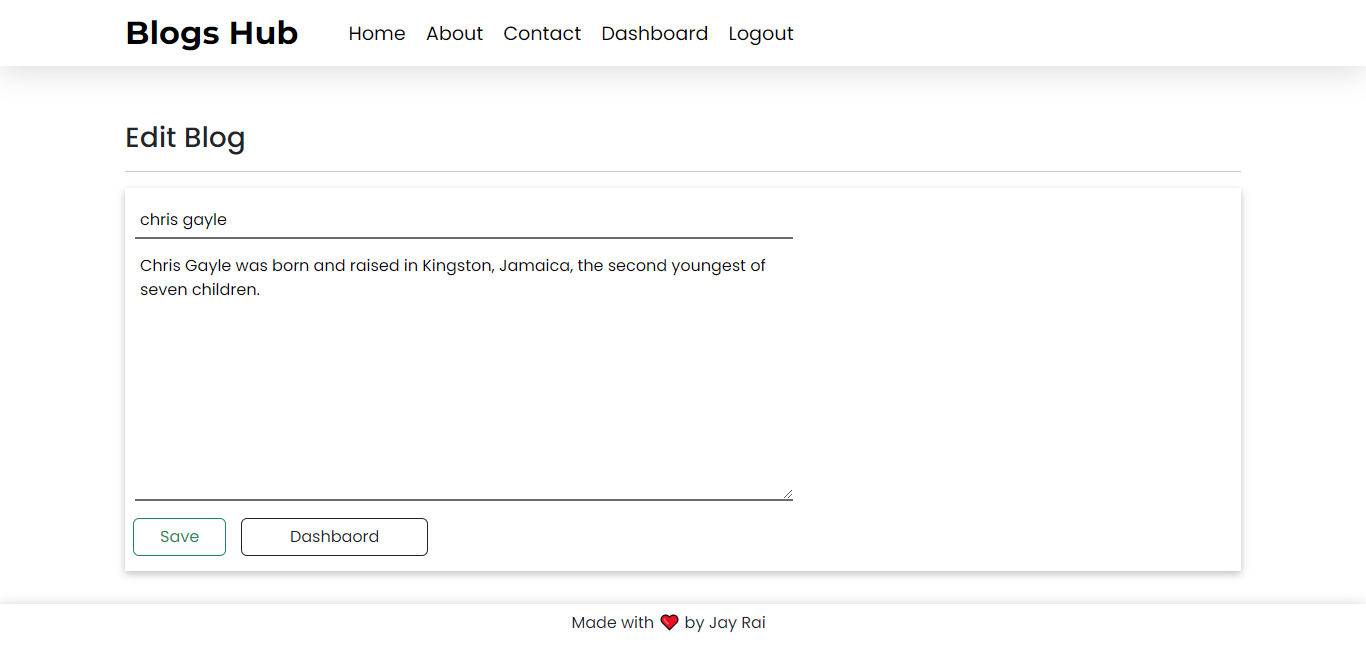 Blogs Hub Home About Contact Dashboard Logout
Edit Blog
chris gayle
Chris Gayle was born and raised in Kingston, Jamaica, the second youngest of
seven children.
Save Dashbaord
Made with ❤ by Jay Rai